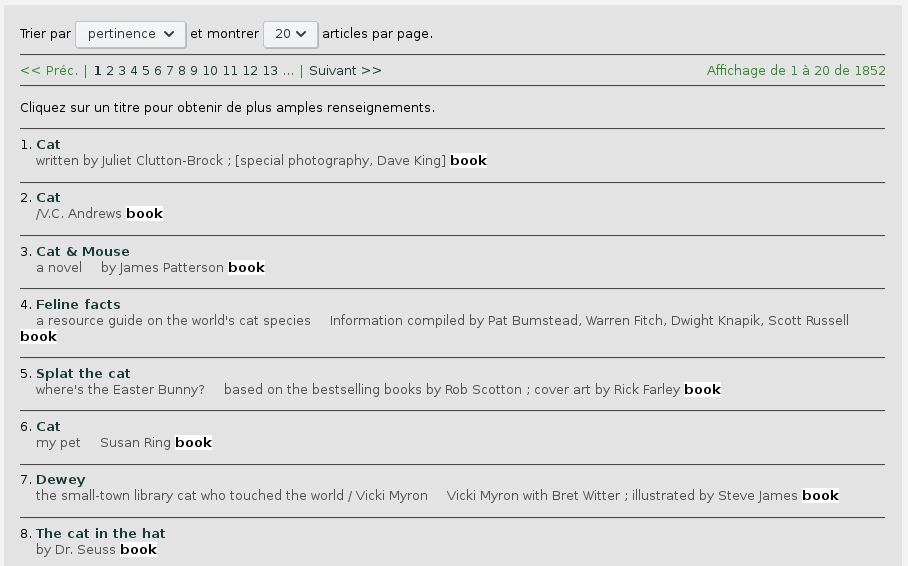 Trier par pertinence et montrer 20 articles par page.
<< Préc. | 1 2 3 4 5 6 7 8 9 10 11 12 13 ... | Suivant >> Affichage de 1 à 20 de 1852
Cliquez sur un titre pour obtenir de plus amples renseignements.
1. Cat
written by Juliet Clutton-Brock ; [special photography, Dave King] book
2. Cat
/V.C. Andrews book
3. Cat & Mouse
a novel by James Patterson book
4. Feline facts
a resource guide on the world's cat species Information compiled by Pat Bumstead, Warren Fitch, Dwight Knapik, Scott Russell
book
5. Splat the cat
where's the Easter Bunny? based on the bestselling books by Rob Scotton ; cover art by Rick Farley book
6. Cat
my pet Susan Ring book
7. Dewey
the small-town library cat who touched the world / Vicki Myron Vicki Myron with Bret Witter ; illustrated by Steve James book
8. The cat in the hat
by Dr. Seuss book